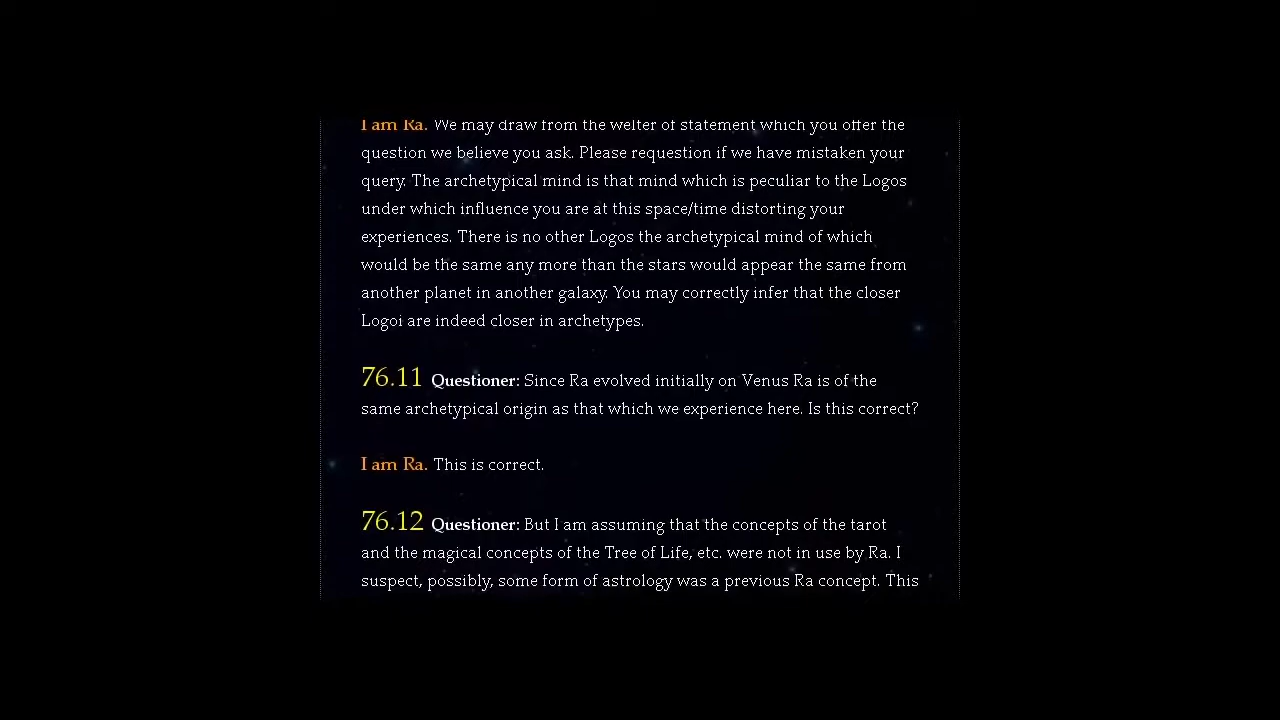 I am Ra. We may draw from the welter of statement which you offer the
question we believe you ask. Please requestion if we have mistaken your
query. The archetypical mind is that mind which is peculiar to the Logos
under which influence you are at this space/time distorting your
experiences. There is no other Logos the archetypical mind of which
would be the same any more than the stars would appear the same from
another planet in another galaxy. You may correctly infer that the closer
Logoi are indeed closer in archetypes.
76.11 Questioner: Since Ra evolved initially on Venus Ra is of the
same archetypical origin as that which we experience here. Is this correct?
I am Ra. This is correct.
76.12 Questioner: But I am assuming that the concepts of the tarot
and the magical concepts of the Tree of Life, etc. were not in use by Ra. I
suspect, possibly, some form of astrology was a previous Ra concept. This